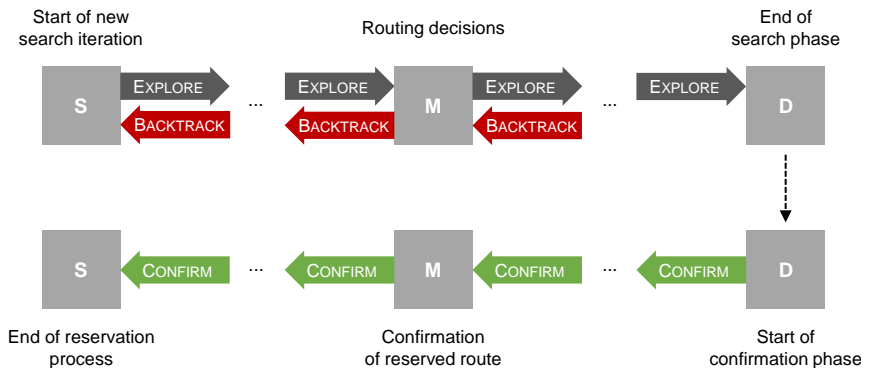 Start of new
search iteration
Routing decisions
End of
search phase
S
EXPLORE
...
EXPLORE
M
EXPLORE
...
EXPLORE
D
BACKTRACK
BACKTRACK
BACKTRACK
S
CONFIRM
...
CONFIRM
M
CONFIRM
...
CONFIRM
D
End of reservation
process
Confirmation
of reserved route
Start of
confirmation phase